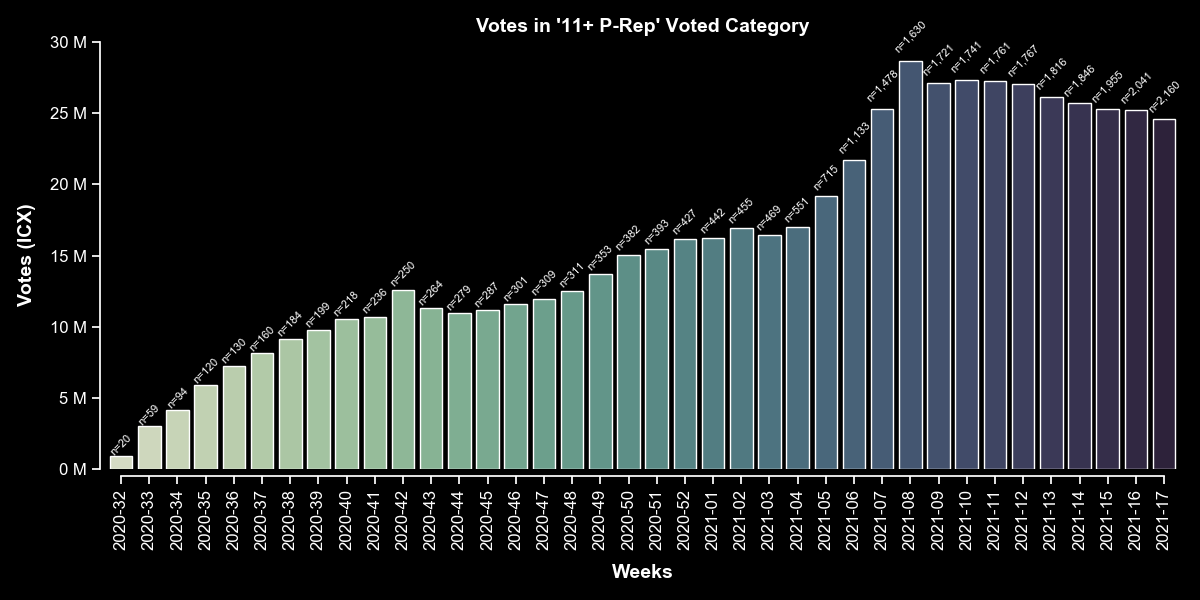 Votes in '11+ P-Rep' Voted Category
Votes (ICX)
30 M
25 M
20 M
15 M
10 M
5 M
0 M
n=20
n=59
n=94
n=120
n=130
n=160
n=184
n=199
n=218
n=236
n=250
n=264
n=279
n=287
n=301
n=309
n=311
n=353
n=382
n=393
n=427
n=442
n=455
n=469
n=551
n=715
n=1,133
n=1,478
n=1,630
n=1,721
n=1,741
n=1,761
n=1,767
n=1,816
n=1,846
n=1,955
n=2,041
n=2,160
2020-32
2020-33
2020-34
2020-35
2020-36
2020-37
2020-38
2020-39
2020-40
2020-41
2020-42
2020-43
2020-44
2020-45
2020-46
2020-47
2020-48
2020-49
2020-50
2020-51
2020-52
2021-01
2021-02
2021-03
2021-04
2021-05
2021-06
2021-07
2021-08
2021-09
2021-10
2021-11
2021-12
2021-13
2021-14
2021-15
2021-16
2021-17
Weeks